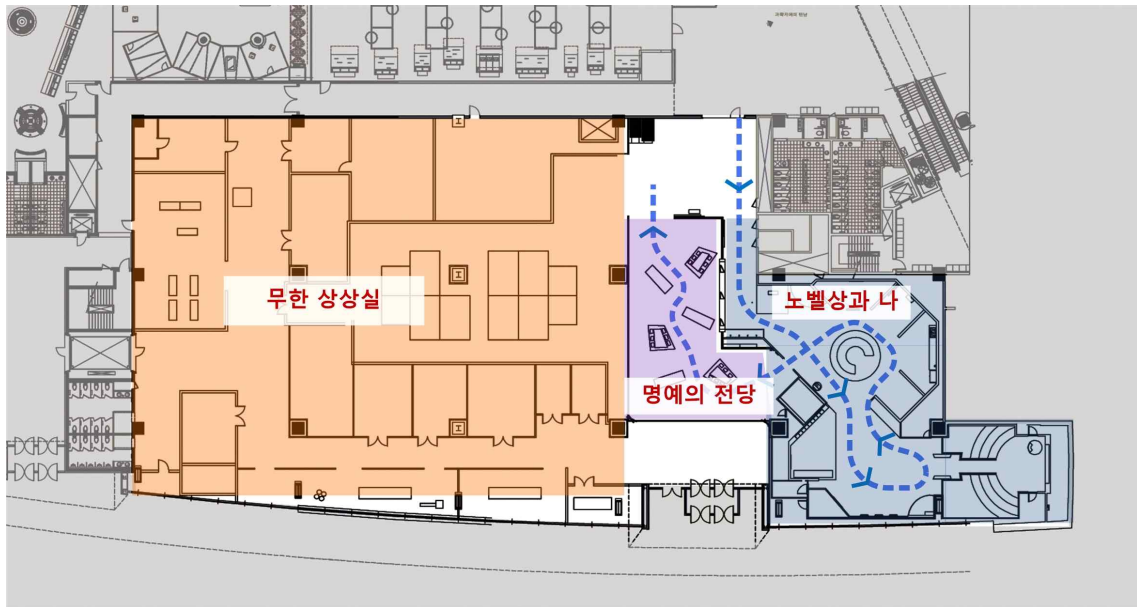 무한 상상실
노벨상과 나
명예의 전당